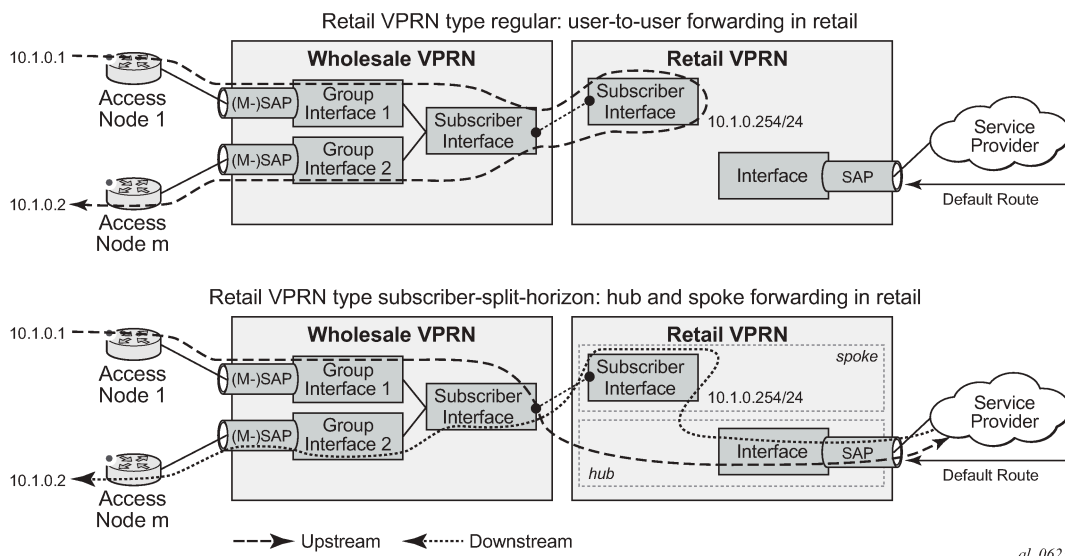 Retail VPRN type regular: user-to-user forwarding in retail
Wholesale VPRN
Retail VPRN
10.1.0.1
Access
Node 1
(M-)SAP
Group
Interface 1
Subscriber
Interface
Subscriber
Interface
10.1.0.254/24
Service
Provider
(M-)SAP
Group
Interface 2
Interface
SAP
Default Route
10.1.0.2
Access
Node m
Retail VPRN type subscriber-split-horizon: hub and spoke forwarding in retail
Wholesale VPRN
Retail VPRN
10.1.0.1
Access
Node 1
(M-)SAP
Group
Interface 1
Subscriber
Interface
spoke
Subscriber
Interface
10.1.0.254/24
Service
Provider
(M-)SAP
Group
Interface 2
Interface
SAP
hub
Default Route
10.1.0.2
Access
Node m
Upstream
Downstream
al_062